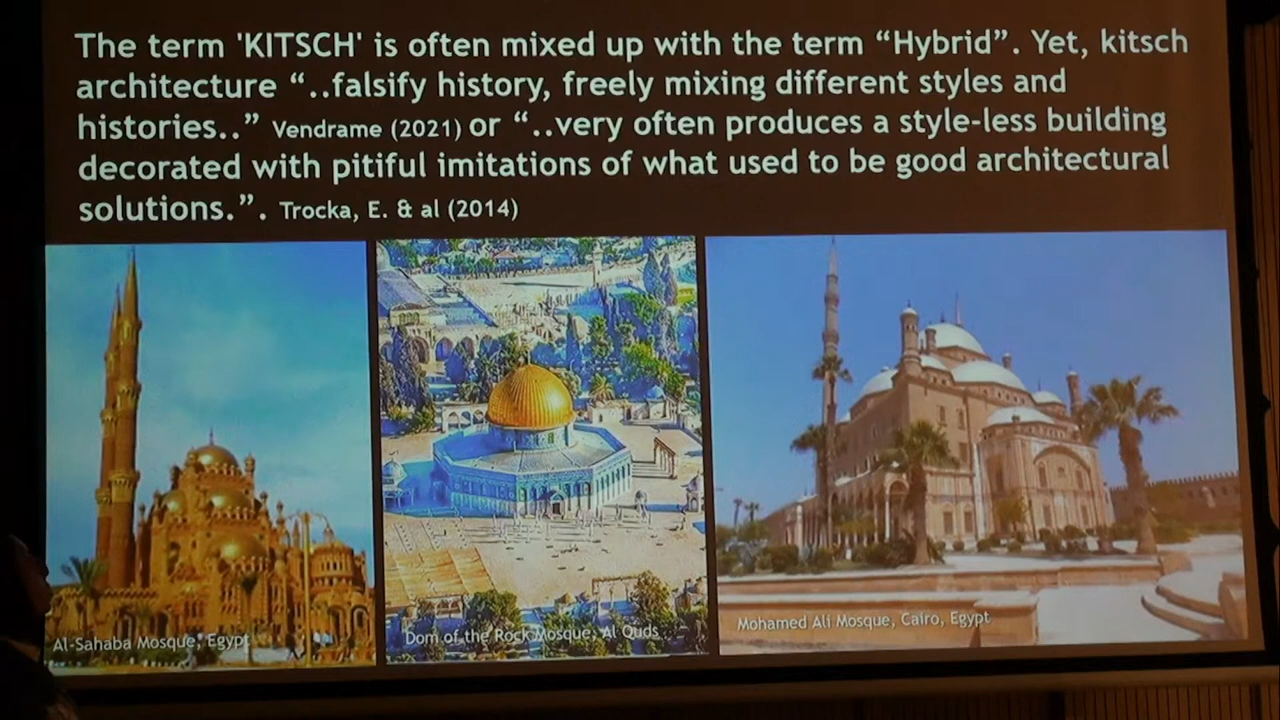 The term 'KITSCH' is often mixed up with the term “Hybrid”. Yet, kitsch
architecture “..falsify history, freely mixing different styles and
histories..” Vendrame (2021) or “..very often produces a style-less building
decorated with pitiful imitations of what used to be good architectural
solutions.”. Trocka, E. & al (2014)
Al-Sahaba Mosque, Egypt
Dom of the Rock Mosque, Al Quds
Mohamed Ali Mosque, Cairo, Egypt